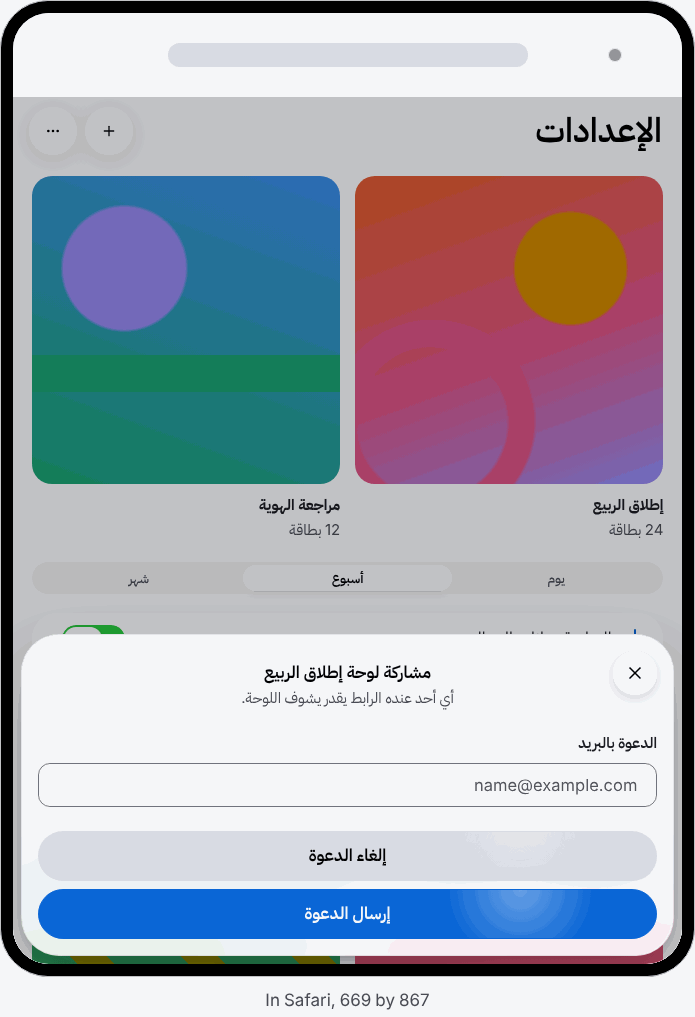 الإعدادات
إطلاق الربيع
24 بطاقة
مراجعة الهوية
12 بطاقة
يوم
أسبوع
شهر
مشاركة لوحة إطلاق الربيع
أي أحد عنده الرابط يقدر يشوف اللوحة.
الدعوة بالبريد
name@example.com
إلغاء الدعوة
إرسال الدعوة
In Safari, 669 by 867